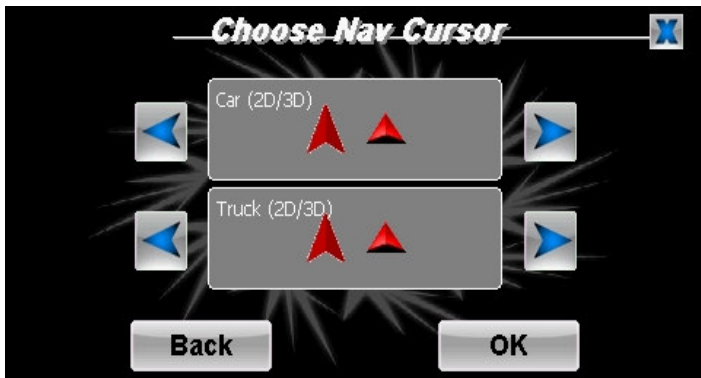 Choose Nav Cursor
Car (2D/3D)
Truck (2D/3D)
Back
OK